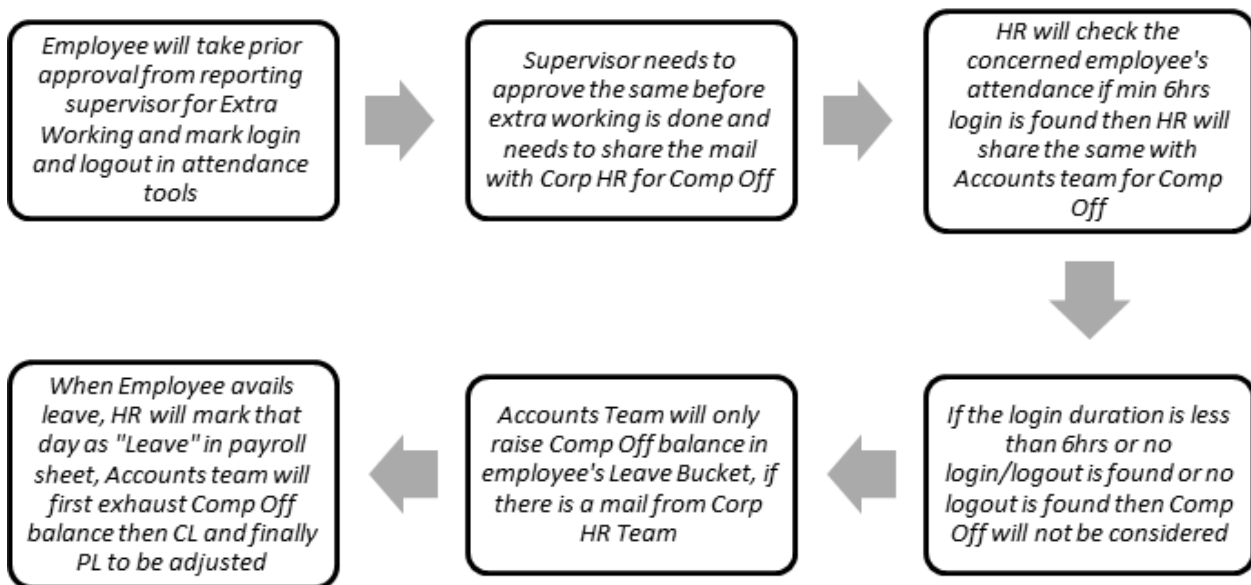 Employee will take prior
approval from reporting
supervisor for Extra
Working and mark login
and logout in attendance
tools
Supervisor needs to
approve the same before
extra working is done and
needs to share the mail
with Corp HR for Comp Off
HR will check the
concerned employee's
attendance if min 6hrs
login is found then HR will
share the same with
Accounts team for Comp
Off
If the login duration is less
than 6hrs or no
login/logout is found or no
logout is found then Comp
Off will not be considered
Accounts Team will only
raise Comp Off balance in
employee's Leave Bucket, if
there is a mail from Corp
HR Team
When Employee avails
leave, HR will mark that
day as "Leave" in payroll
sheet, Accounts team will
first exhaust Comp Off
balance then CL and finally
PL to be adjusted